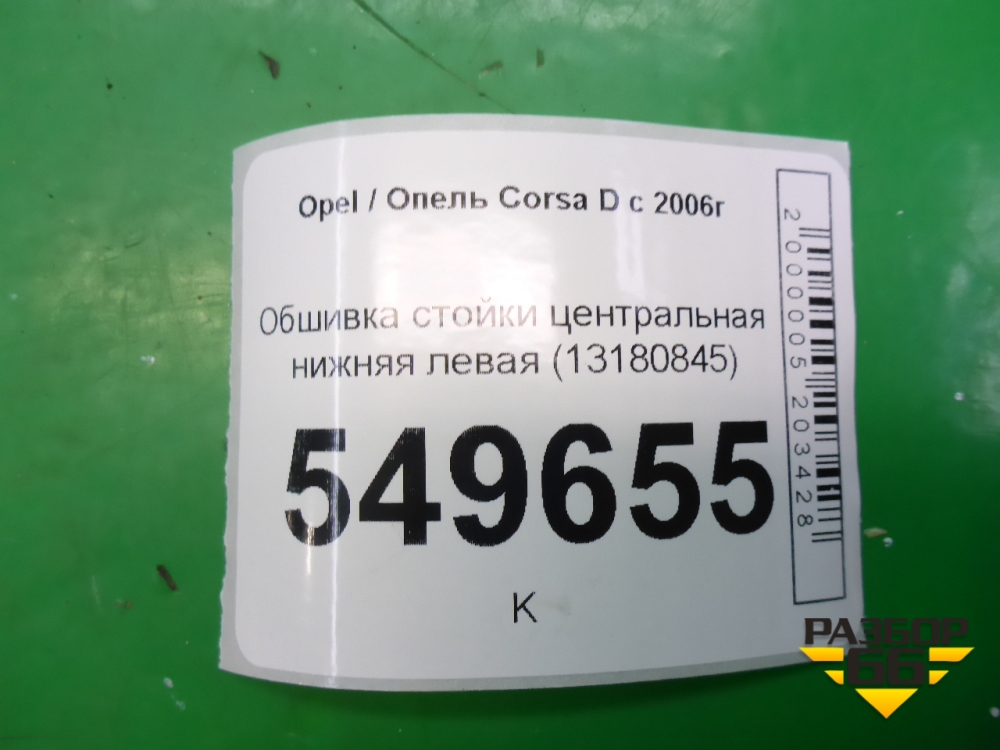 Opel / Опель Corsa D с 2006г
Обшивка стойки центральная
нижняя левая (13180845)
549655
К
2000005203428
РАЗБОР
66